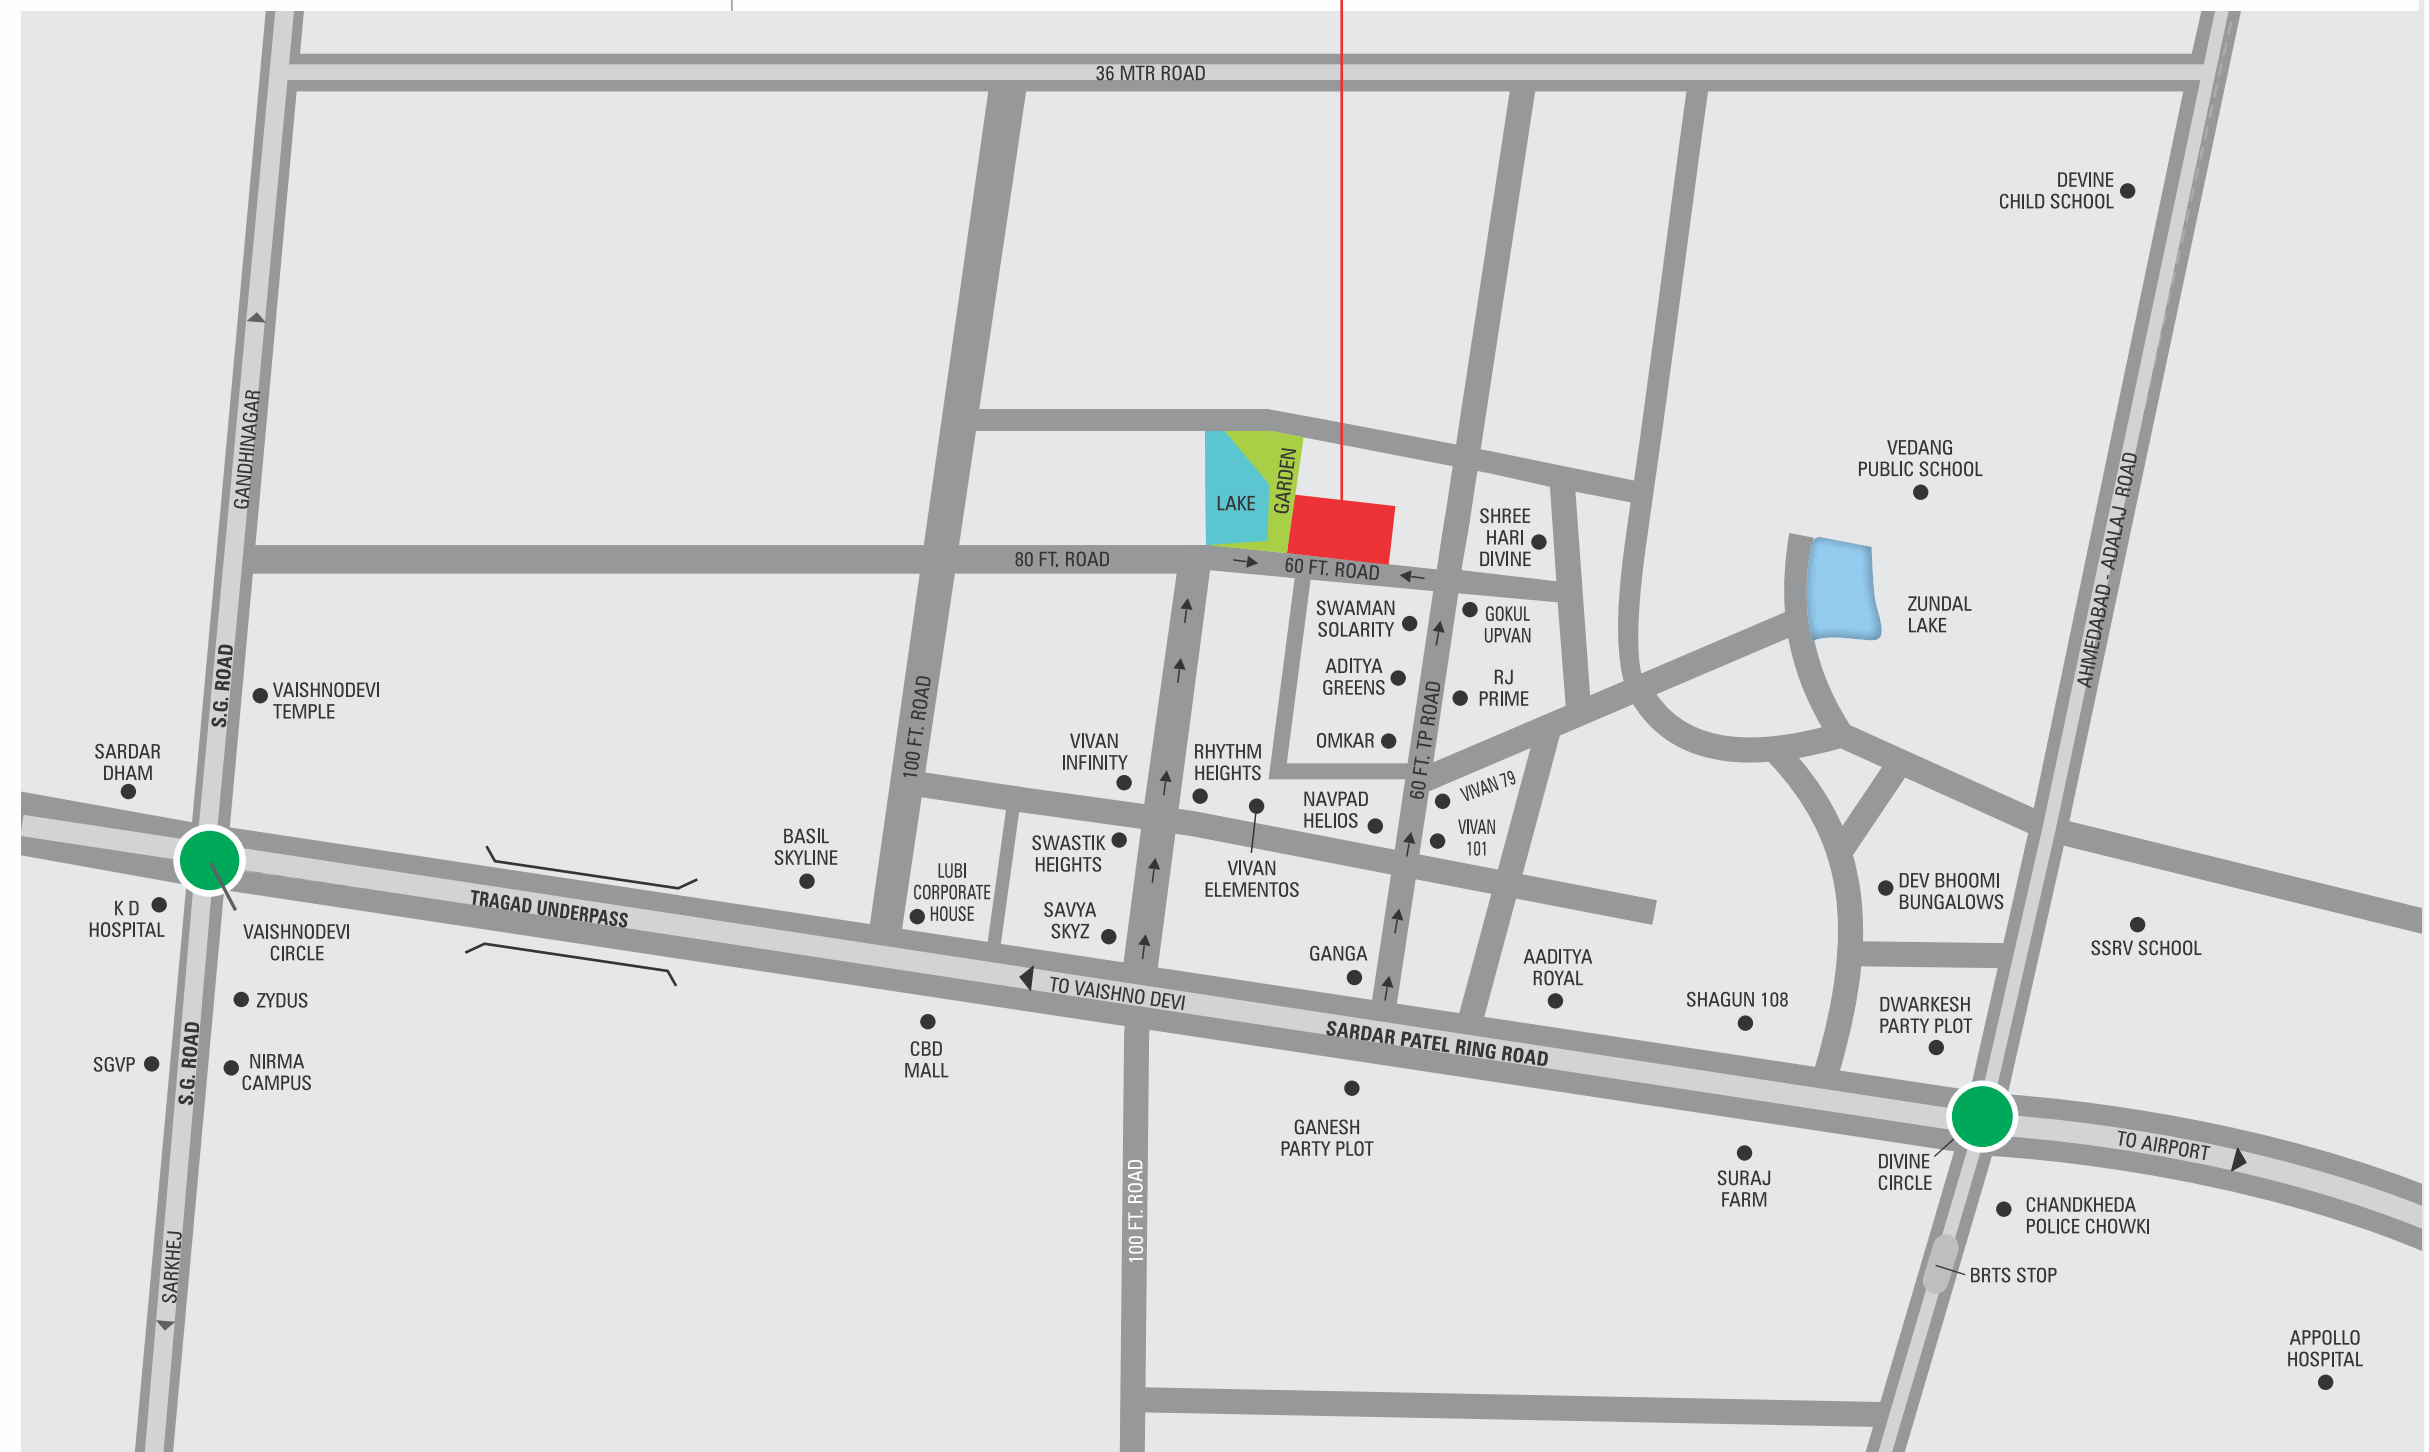 36 MTR ROAD
DEVINE
CHILD SCHOOL
GANDHINAGAR
VEDANG
PUBLIC SCHOOL
AHMEDABAD - ADALAJ ROAD
LAKE
GARDEN
SHREE
HARI
DIVINE
80 FT. ROAD
60 FT. ROAD
SWAMAN
SOLARITY
GOKUL
UPVAN
ZUNDAL
LAKE
ADITYA
GREENS
RJ
PRIME
S.G. ROAD
VAISHNODEVI
TEMPLE
100 FT. ROAD
60 FT. TP ROAD
SARDAR
DHAM
VIVAN
INFINITY
RHYTHM
HEIGHTS
OMKAR
VIVAN 79
NAVPAD
HELIOS
VIVAN
101
BASIL
SKYLINE
SWASTIK
HEIGHTS
VIVAN
ELEMENTOS
LUBI
CORPORATE
HOUSE
DEV BHOOMI
BUNGALOWS
TRAGAD UNDERPASS
SAVYA
SKYZ
K D
HOSPITAL
VAISHNODEVI
CIRCLE
GANGA
AADITYA
ROYAL
SSRV SCHOOL
ZYDUS
TO VAISHNO DEVI
SHAGUN 108
DWARKESH
PARTY PLOT
SARDAR PATEL RING ROAD
SGVP
S.G. ROAD
NIRMA
CAMPUS
CBD
MALL
GANESH
PARTY PLOT
TO AIRPORT
DIVINE
CIRCLE
SURAJ
FARM
100 FT. ROAD
CHANDKHEDA
POLICE CHOWKI
SARKHEJ
BRTS STOP
APPOLLO
HOSPITAL